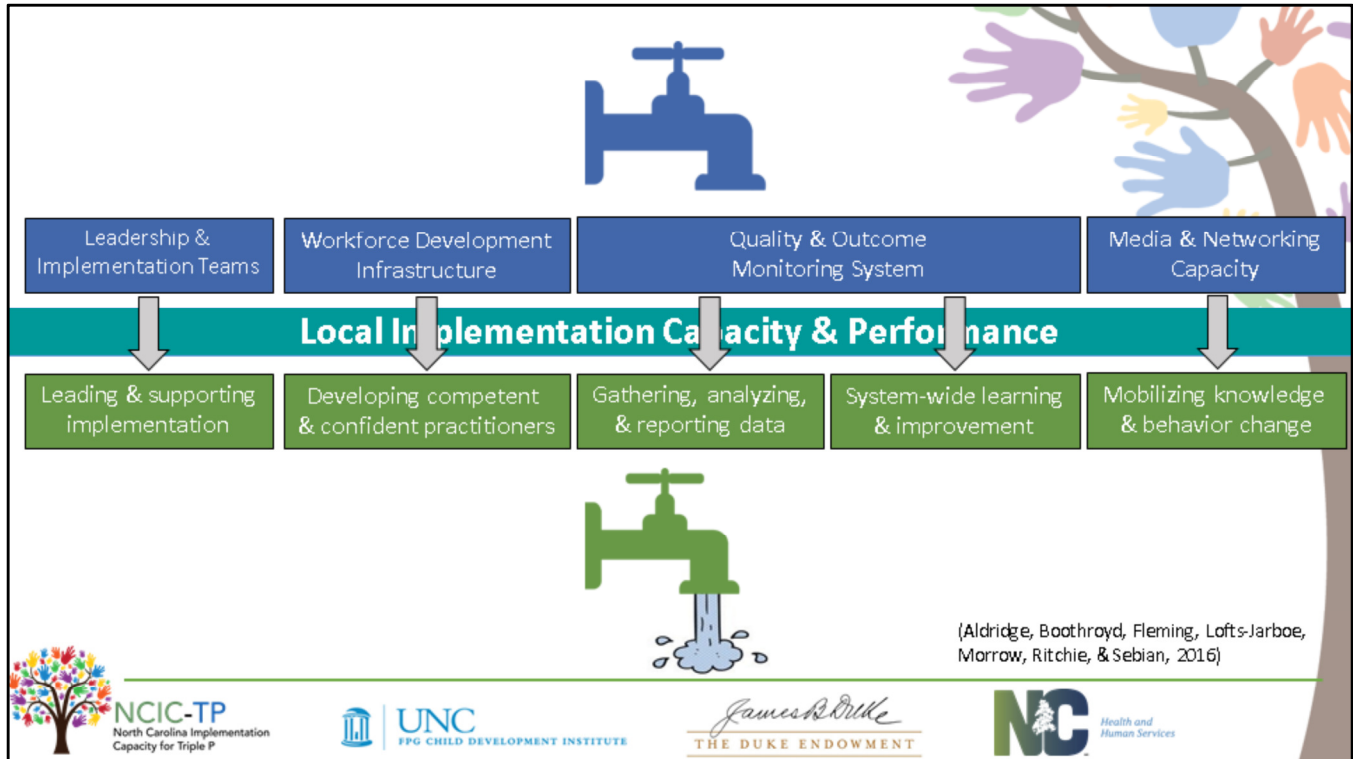 Leadership &
Implementation Teams
Workforce Development
Infrastructure
Quality & Outcome
Monitoring System
Media & Networking
Capacity
Local Implementation Capacity & Performance
Leading & supporting
implementation
Developing competent
& confident practitioners
Gathering, analyzing,
& reporting data
System-wide learning
& improvement
Mobilizing knowledge
& behavior change
(Aldridge, Boothroyd, Fleming, Lofts-Jarboe,
Morrow, Ritchie, & Sebian, 2016)
NCIC-TP
North Carolina Implementation
Capacity for Triple P
UNC
FPG CHILD DEVELOPMENT INSTITUTE
James B Duke
THE DUKE ENDOWMENT
NC
Health and
Human Services